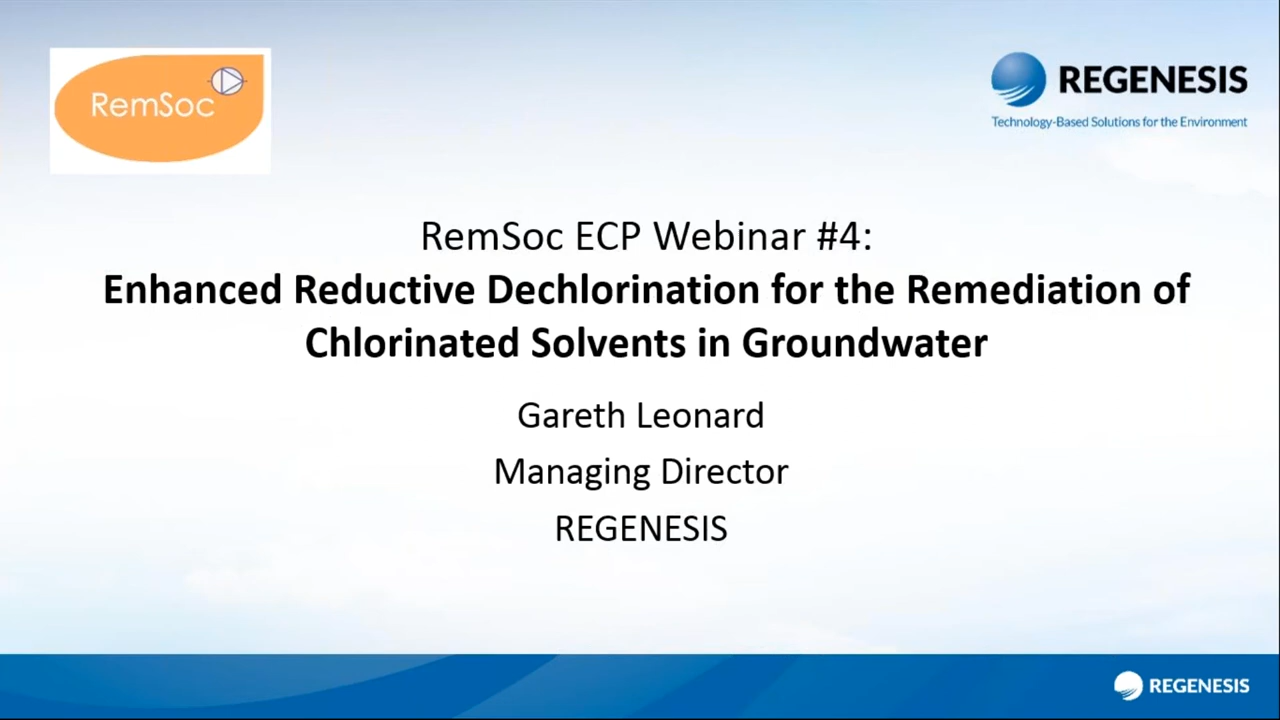 RemSoc
REGENESIS
Technology-Based Solutions for the Environment
RemSoc ECP Webinar #4:
Enhanced Reductive Dechlorination for the Remediation of
Chlorinated Solvents in Groundwater
Gareth Leonard
Managing Director
REGENESIS
REGENESIS